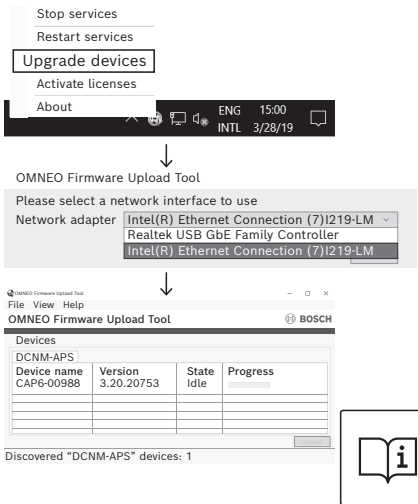 Stop services
Restart services
Upgrade devices
Activate licenses
About
ENG 15:00
INTL 3/28/19
OMNEO Firmware Upload Tool
Please select a network interface to use
Network adapter Intel(R) Ethernet Connection (7)I219-LM
Realtek USB GbE Family Controller
Intel(R) Ethernet Connection (7)I219-LM
OMNEO Firmware Upload Tool
File View Help
OMNEO Firmware Upload Tool BOSCH
Devices
DCNM-APS
Device name Version State Progress
CAP6-00988 3.20.20753 Idle
Discovered "DCNM-APS" devices: 1
i